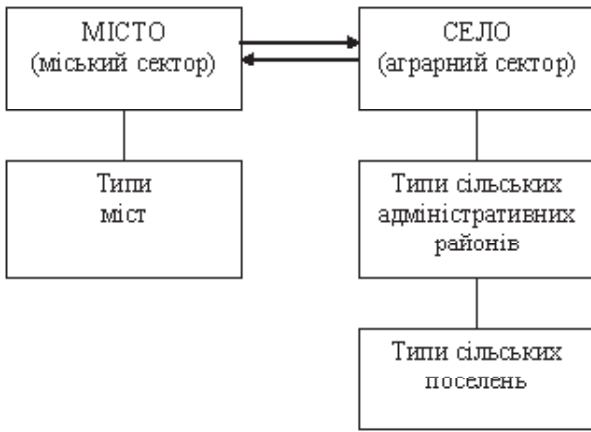 МІСТО
(міський сектор)
СЕЛО
(аграрний сектор)
Типи
міст
Типи сільських
адміністративних
районів
Типи сільських
поселень